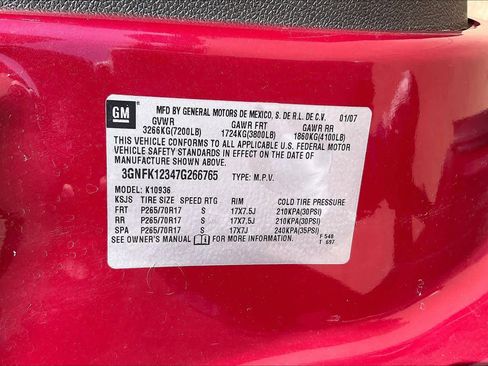 GM
MFD BY GENERAL MOTORS DE MEXICO, S. DE R.L. DE C.V. 01/07
GVWR GAWR FRT GAWR RR
3266KG(7200LB) 1724KG(3800LB) 1860KG(4100LB)
THIS VEHICLE CONFORMS TO ALL APPLICABLE U.S. FEDERAL MOTOR
VEHICLE SAFETY STANDARDS IN EFFECT ON THE DATE OF
MANUFACTURE SHOWN ABOVE.
3GNFK12347G266765 TYPE: M.P.V.
MODEL: K10936
KSJS TIRE SIZE SPEED RTG RIM COLD TIRE PRESSURE
FRT P265/70R17 S 17X7.5J 210KPA(30PSI)
RR P265/70R17 S 17X7.5J 210KPA(30PSI)
SPA P265/70R17 S 17X7J 240KPA(35PSI)
SEE OWNER'S MANUAL FOR MORE INFORMATION. F 548
T 697